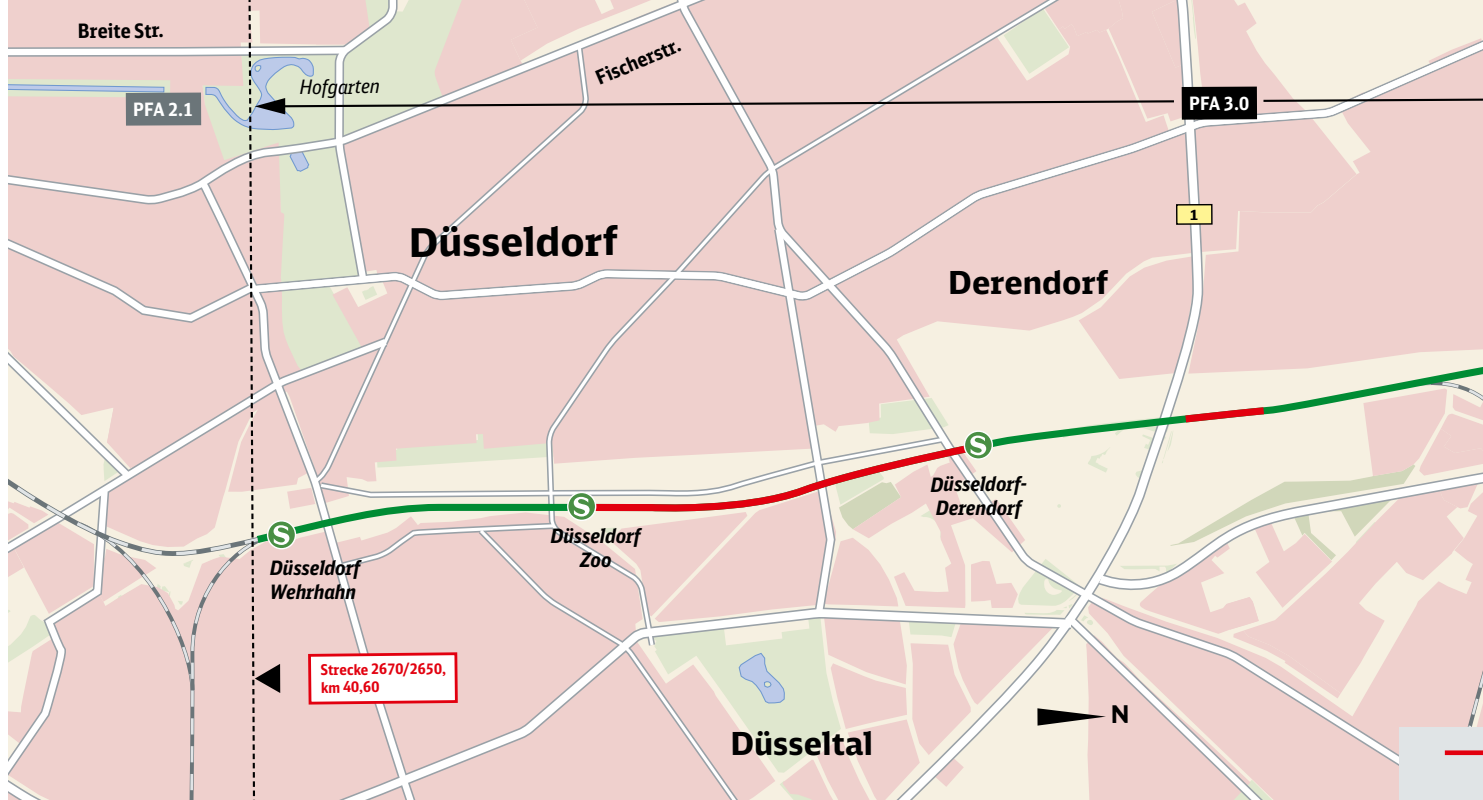 Breite Str.
Fischerstr.
Hofgarten
PFA 2.1
PFA 3.0
1
Düsseldorf
Derendorf
S
Düsseldorf-
Derendorf
S
Düsseldorf
Zoo
S
Düsseldorf
Wehrhahn
Strecke 2670/2650,
km 40,60
Düsseltal
N